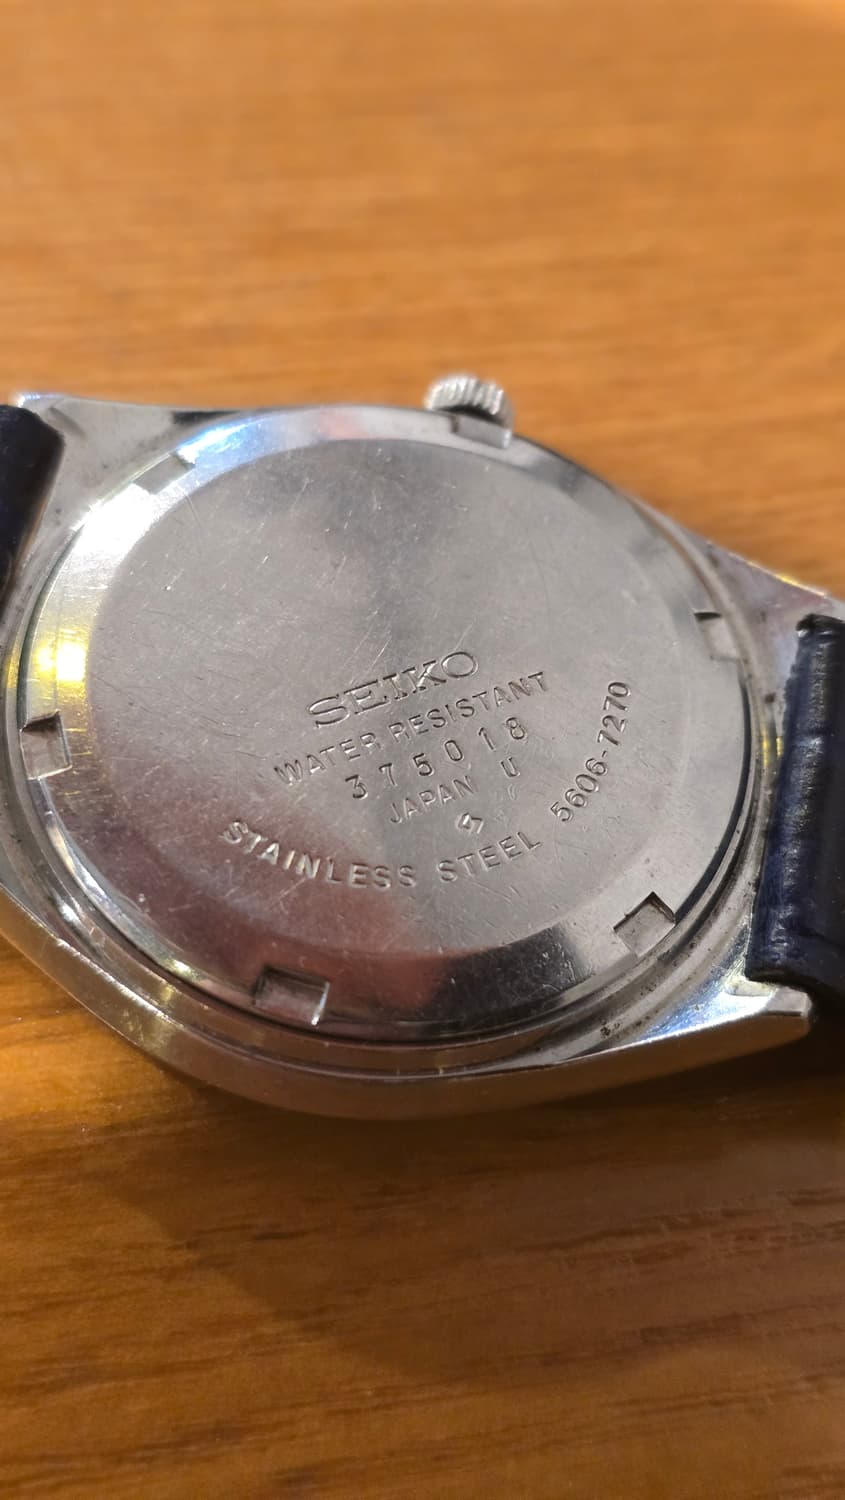 SEIKO
WATER RESISTANT
375018
JAPAN U
STAINLESS STEEL 5606-7270